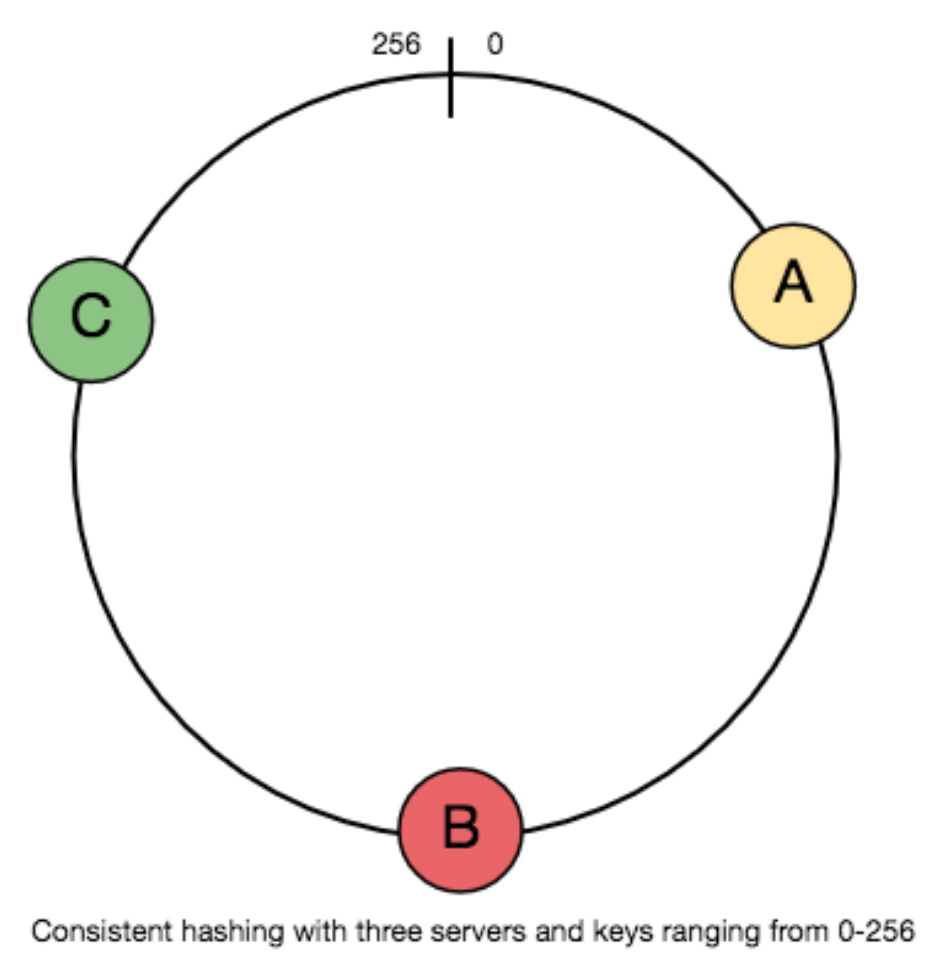 256 0
A
C
B
Consistent hashing with three servers and keys ranging from 0-256